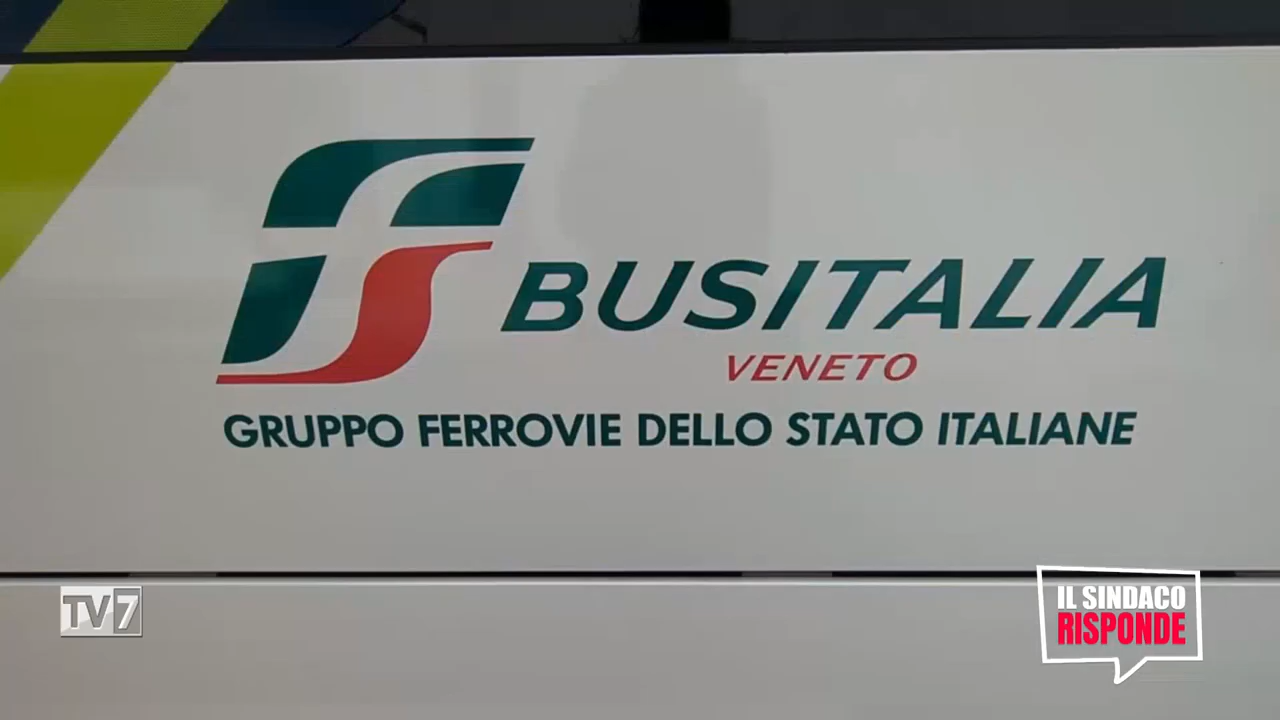 BUSITALIA
VENETO
GRUPPO FERROVIE DELLO STATO ITALIANE
TV7
IL SINDACO
RISPONDE